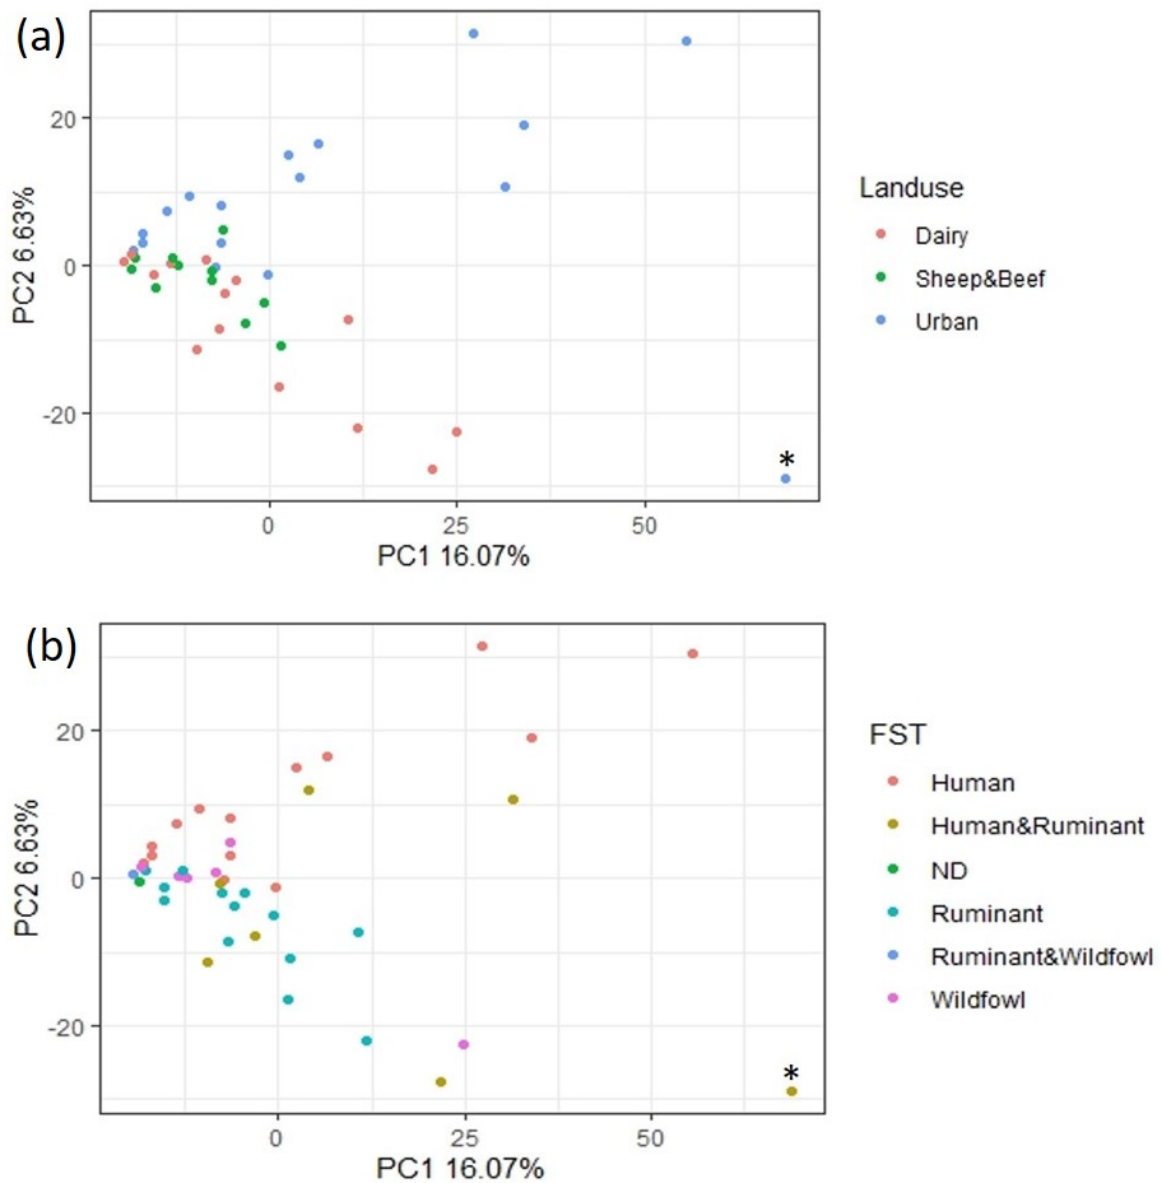 (a)
20
0
-20
PC2 6.63%
*
0 25 50
PC1 16.07%
Landuse
Dairy
Sheep&Beef
Urban
(b)
20
0
-20
PC2 6.63%
*
0 25 50
PC1 16.07%
FST
Human
Human&Ruminant
ND
Ruminant
Ruminant&Wildfowl
Wildfowl